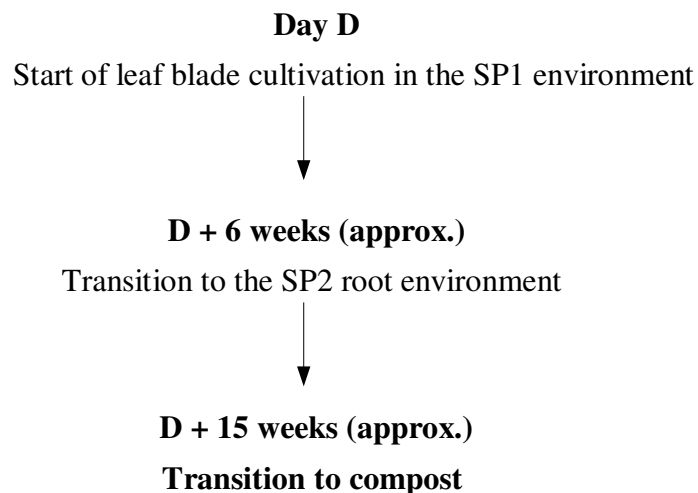 Day D
Start of leaf blade cultivation in the SP1 environment
D + 6 weeks (approx.)
Transition to the SP2 root environment
D + 15 weeks (approx.)
Transition to compost